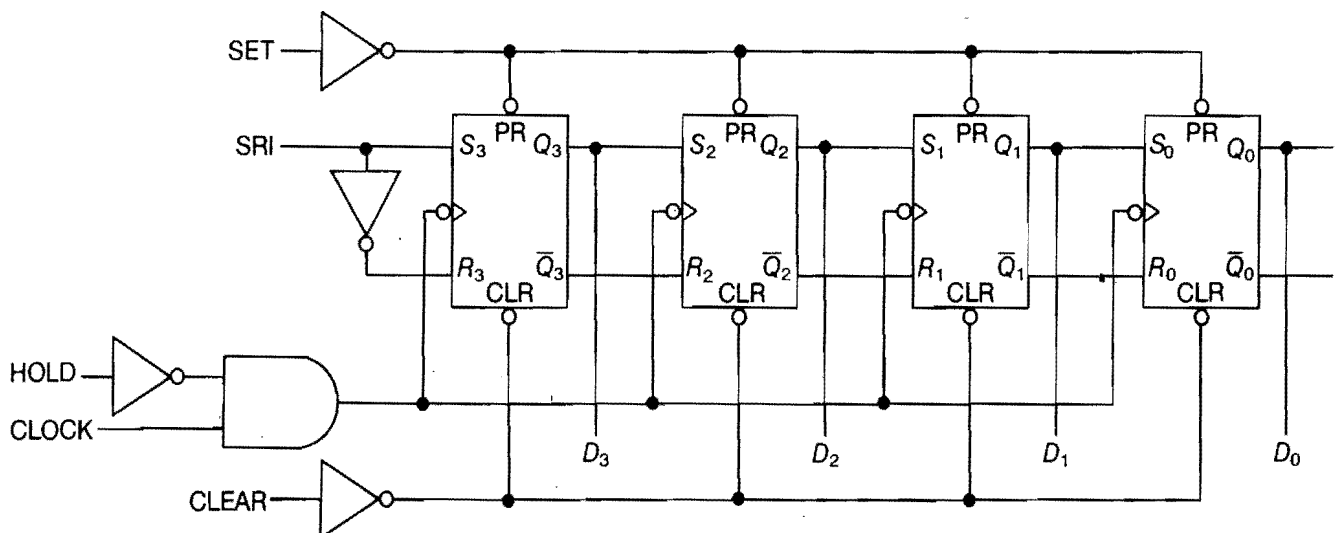 SET
SRI
PR PR PR PR
S₃ Q₃ S₂ Q₂ S₁ Q₁ S₀ Q₀
R₃ Q̅₃ R₂ Q̅₂ R₁ Q̅₁ R₀ Q̅₀
CLR CLR CLR CLR
HOLD
CLOCK
D₃ D₂ D₁ D₀
CLEAR